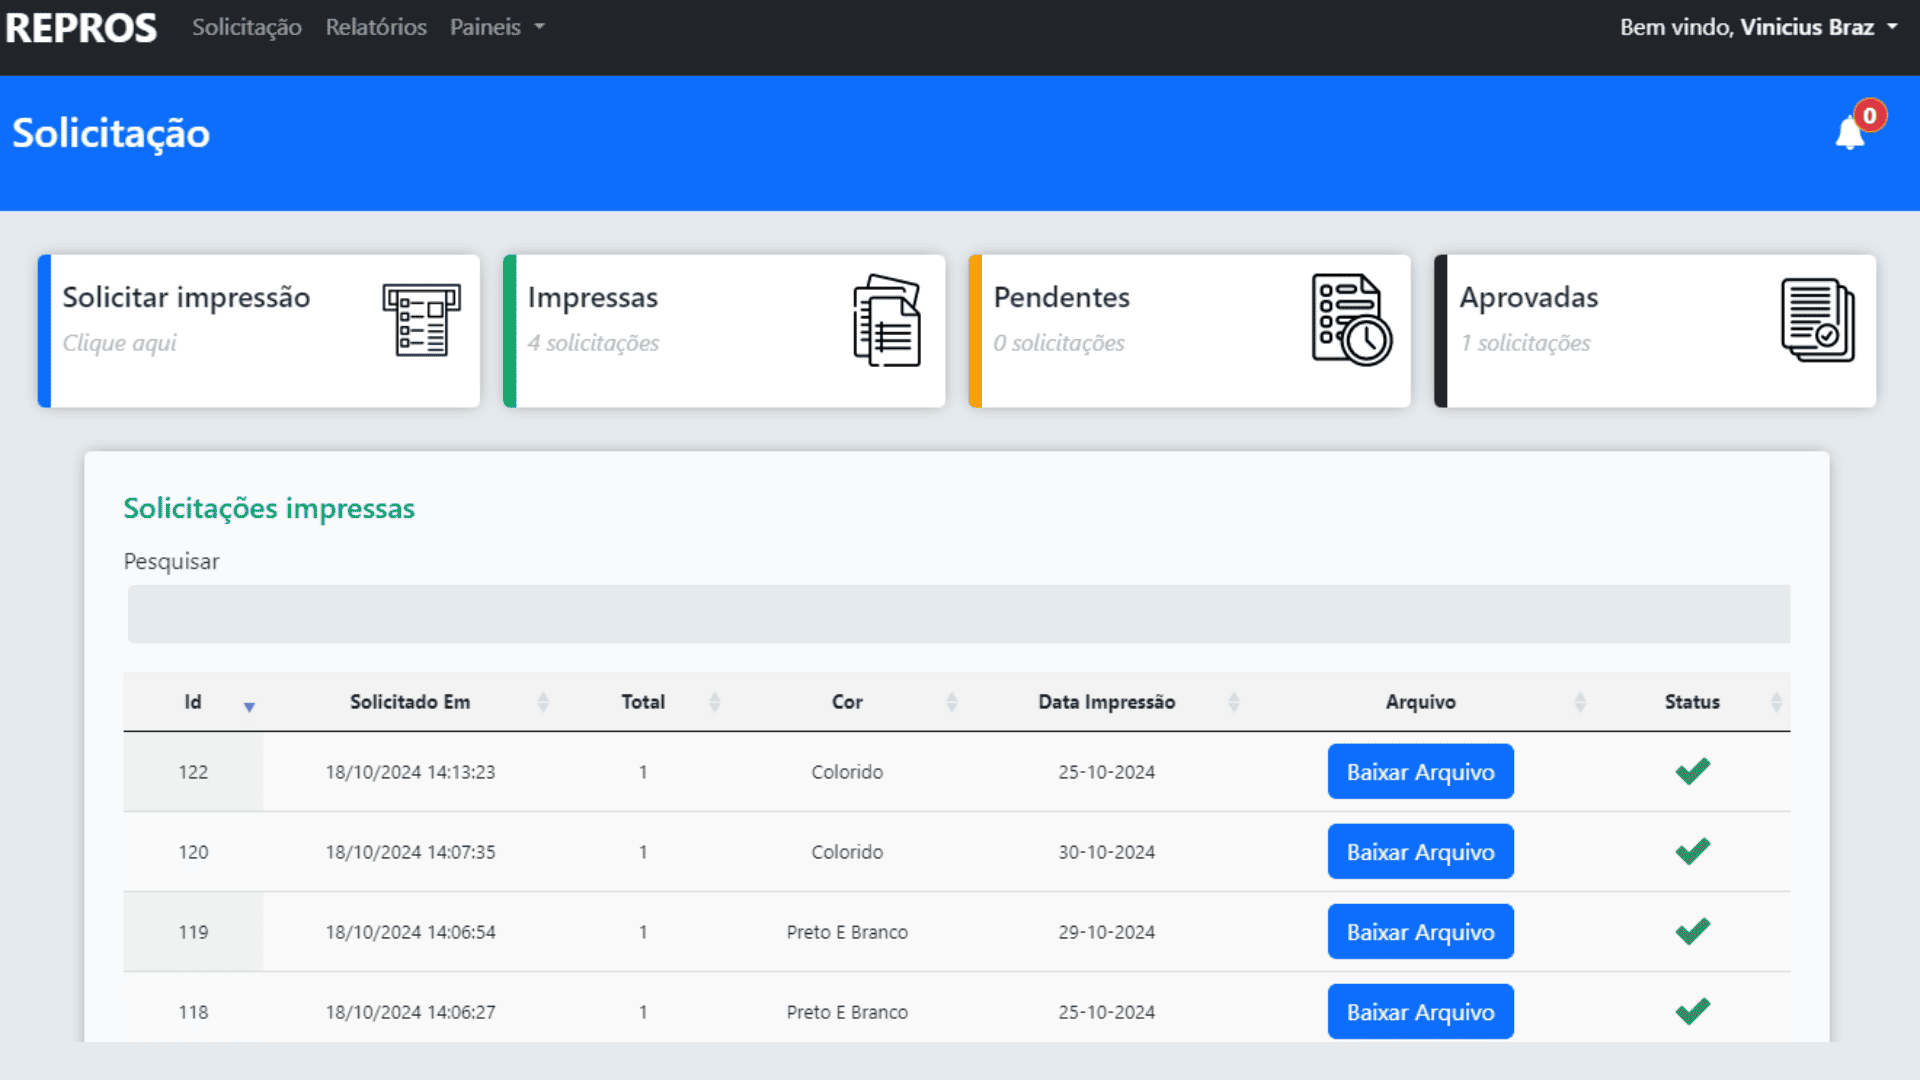 REPROS Solicitação Relatórios Paineis Bem vindo, Vinicius Braz
Solicitação 0
Solicitar impressão
Clique aqui
Impressas
4 solicitações
Pendentes
0 solicitações
Aprovadas
1 solicitações
Solicitações impressas
Pesquisar
Id Solicitado Em Total Cor Data Impressão Arquivo Status
122 18/10/2024 14:13:23 1 Colorido 25-10-2024 Baixar Arquivo
120 18/10/2024 14:07:35 1 Colorido 30-10-2024 Baixar Arquivo
119 18/10/2024 14:06:54 1 Preto E Branco 29-10-2024 Baixar Arquivo
118 18/10/2024 14:06:27 1 Preto E Branco 25-10-2024 Baixar Arquivo